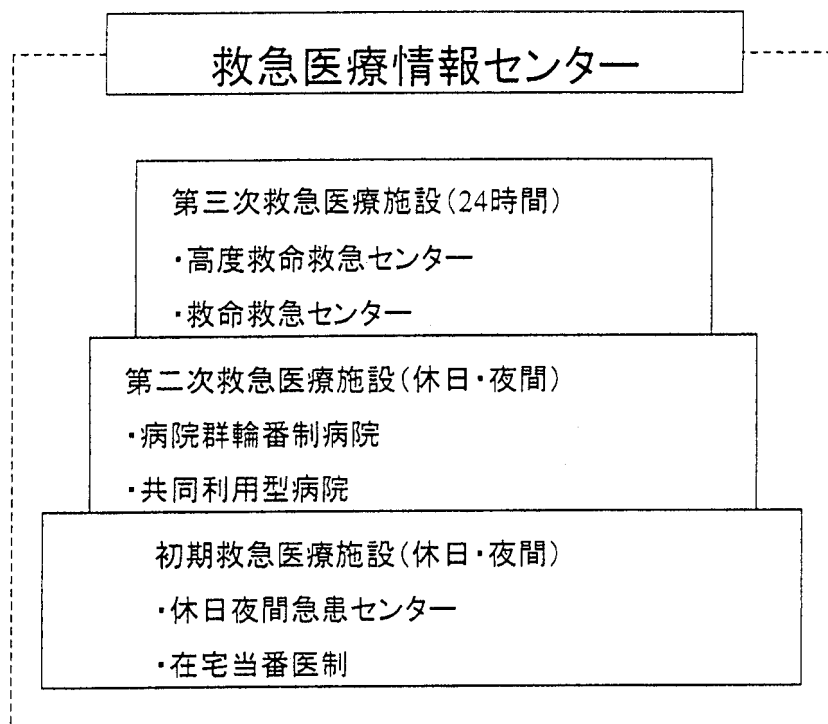 救急医療情報センター
第三次救急医療施設(24時間)
・高度救命救急センター
・救命救急センター
第二次救急医療施設(休日・夜間)
・病院群輪番制病院
・共同利用型病院
初期救急医療施設(休日・夜間)
・休日夜間急患センター
・在宅当番医制